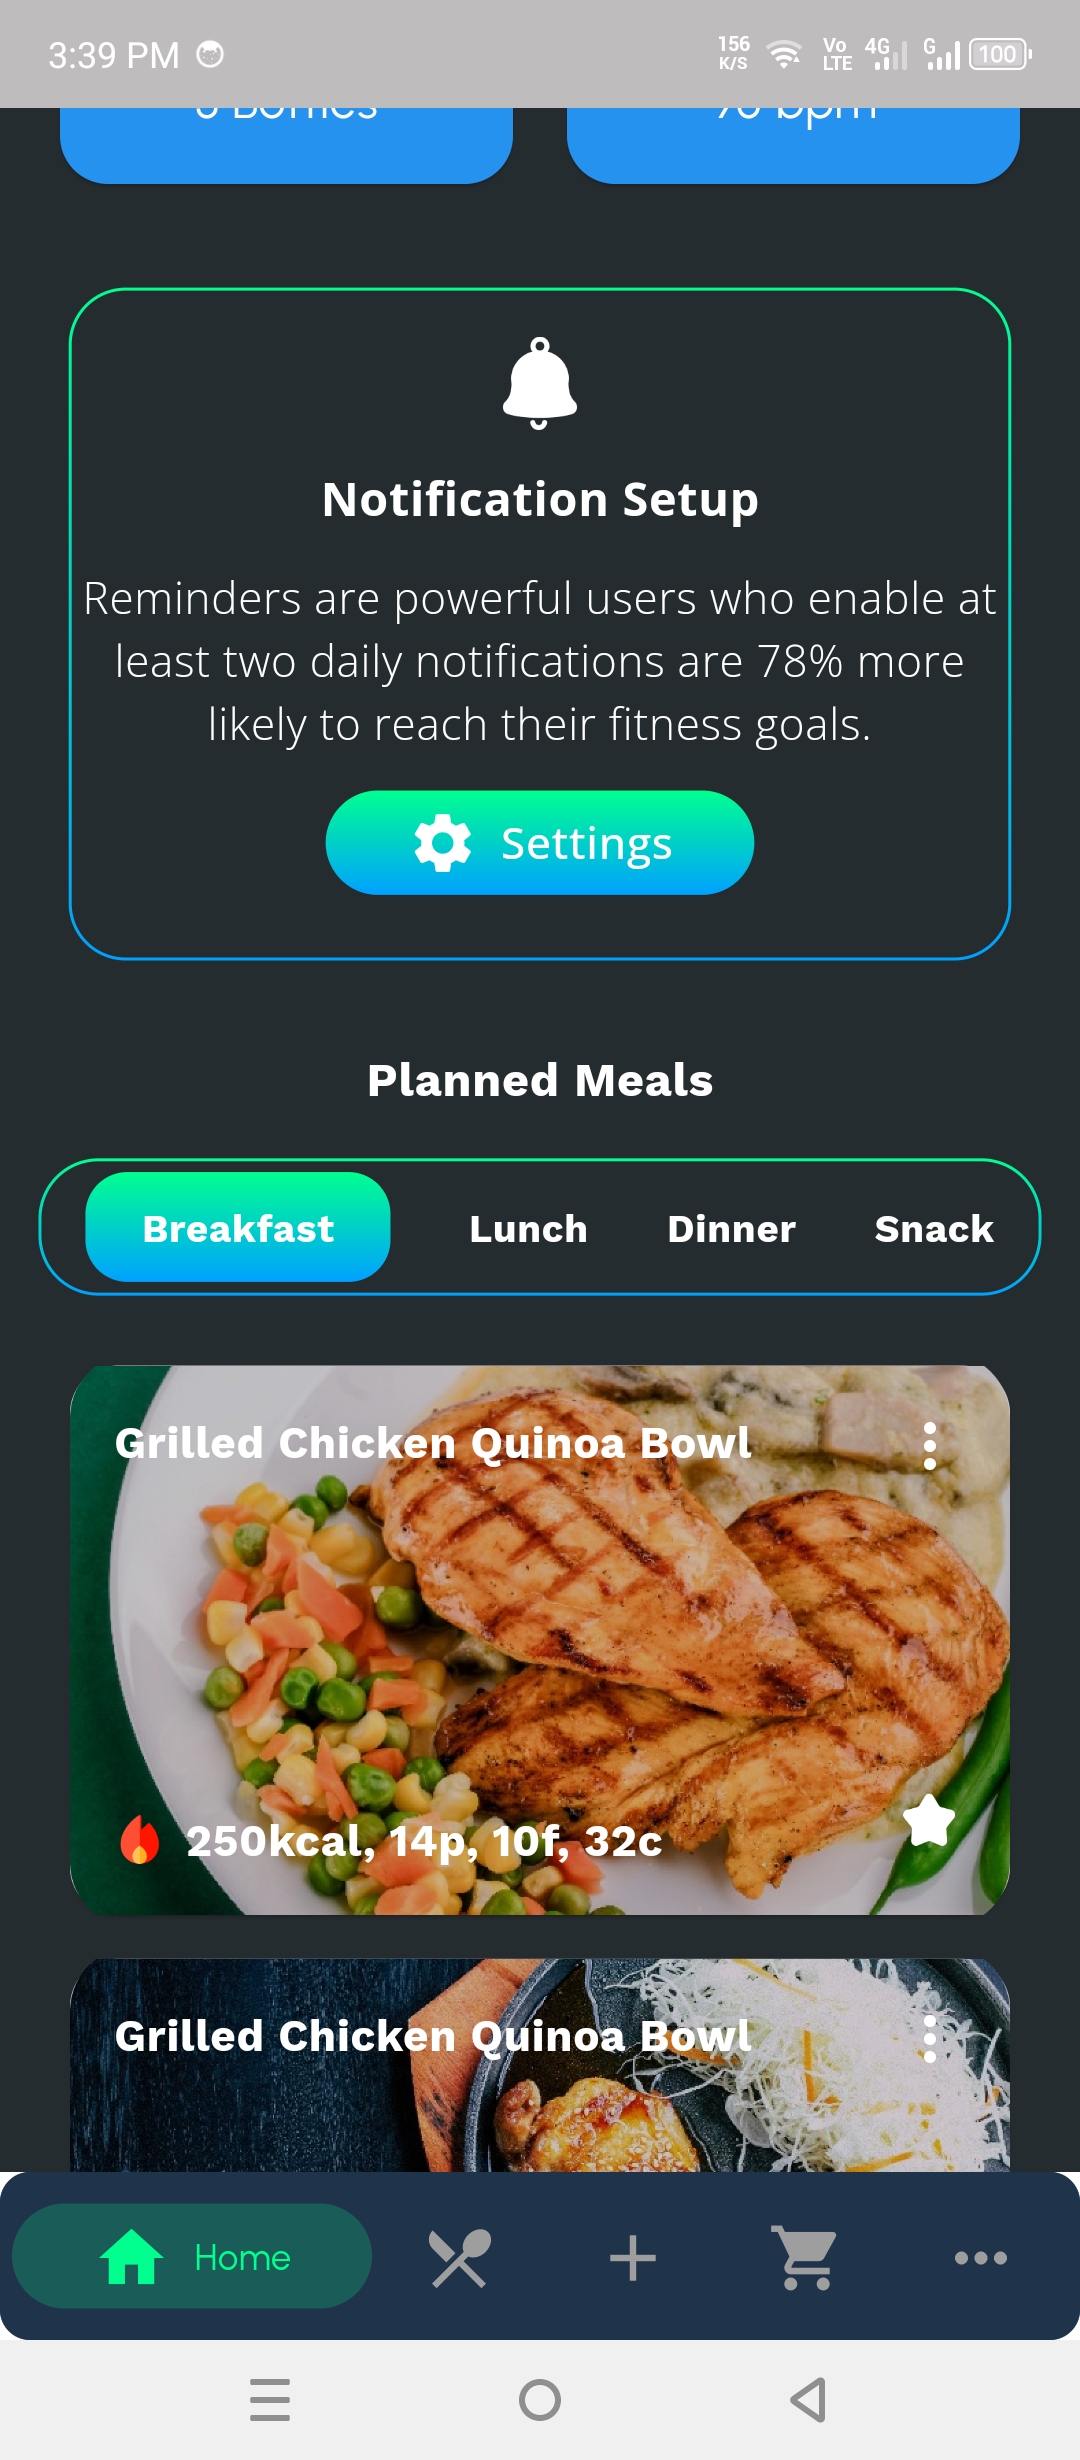 3:39 PM
156
K/S
Vo
LTE
4G
G
100
bpm
Notification Setup
Reminders are powerful users who enable at
least two daily notifications are 78% more
likely to reach their fitness goals.
Settings
Planned Meals
Breakfast Lunch Dinner Snack
Grilled Chicken Quinoa Bowl
250kcal, 14p, 10f, 32c
Grilled Chicken Quinoa Bowl
Home